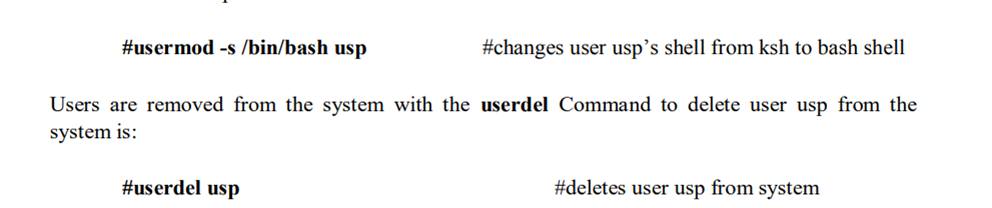 #usermod -s /bin/bash usp #changes user usp’s shell from ksh to bash shell
Users are removed from the system with the userdel Command to delete user usp from the
system is:
#userdel usp #deletes user usp from system